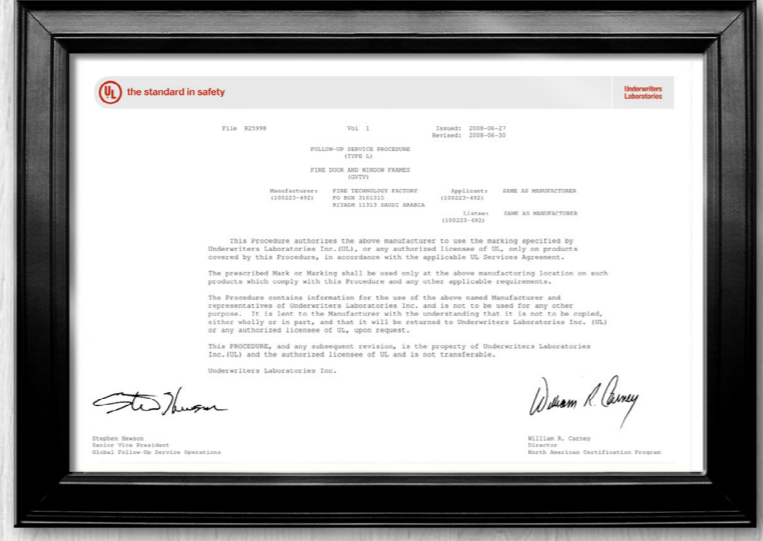 UL the standard in safety
Underwriters
Laboratories
File R25998 Vol 1 Issued: 2008-06-27
Revised: 2008-06-30
FOLLOW-UP SERVICE PROCEDURE
(TYPE L)
FIRE DOOR AND WINDOW FRAMES
(GVTV)
Manufacturer: FIRE TECHNOLOGY FACTORY Applicant: SAME AS MANUFACTURER
(100223-492) PO BOX 3161315 (100223-492)
RIYADH 11313 SAUDI ARABIA
Listee: SAME AS MANUFACTURER
(100223-492)
This Procedure authorizes the above manufacturer to use the marking specified by
Underwriters Laboratories Inc.(UL), or any authorized licensee of UL, only on products
covered by this Procedure, in accordance with the applicable UL Services Agreement.
The prescribed Mark or Marking shall be used only at the above manufacturing location on such
products which comply with this Procedure and any other applicable requirements.
The Procedure contains information for the use of the above named Manufacturer and
representatives of Underwriters Laboratories Inc. and is not to be used for any other
purpose. It is lent to the Manufacturer with the understanding that it is not to be copied,
either wholly or in part, and that it will be returned to Underwriters Laboratories Inc. (UL)
or any authorized licensee of UL, upon request.
This PROCEDURE, and any subsequent revision, is the property of Underwriters Laboratories
Inc.(UL) and the authorized licensee of UL and is not transferable.
Underwriters Laboratories Inc.
William R. Carney
Stephen Hewson
Senior Vice President
Global Follow-Up Service Operations
William R. Carney
Director
North American Certification Program